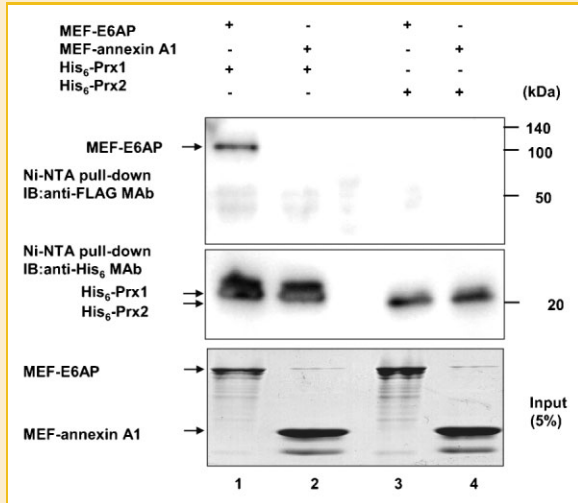 MEF-E6AP + - + -
MEF-annexin A1 - + - +
His6-Prx1 + + - -
His6-Prx2 - - + + (kDa)
140
MEF-E6AP 100
Ni-NTA pull-down
IB:anti-FLAG MAb 50
Ni-NTA pull-down
IB:anti-His6 MAb
His6-Prx1
His6-Prx2 20
MEF-E6AP
Input
(5%)
MEF-annexin A1
1 2 3 4